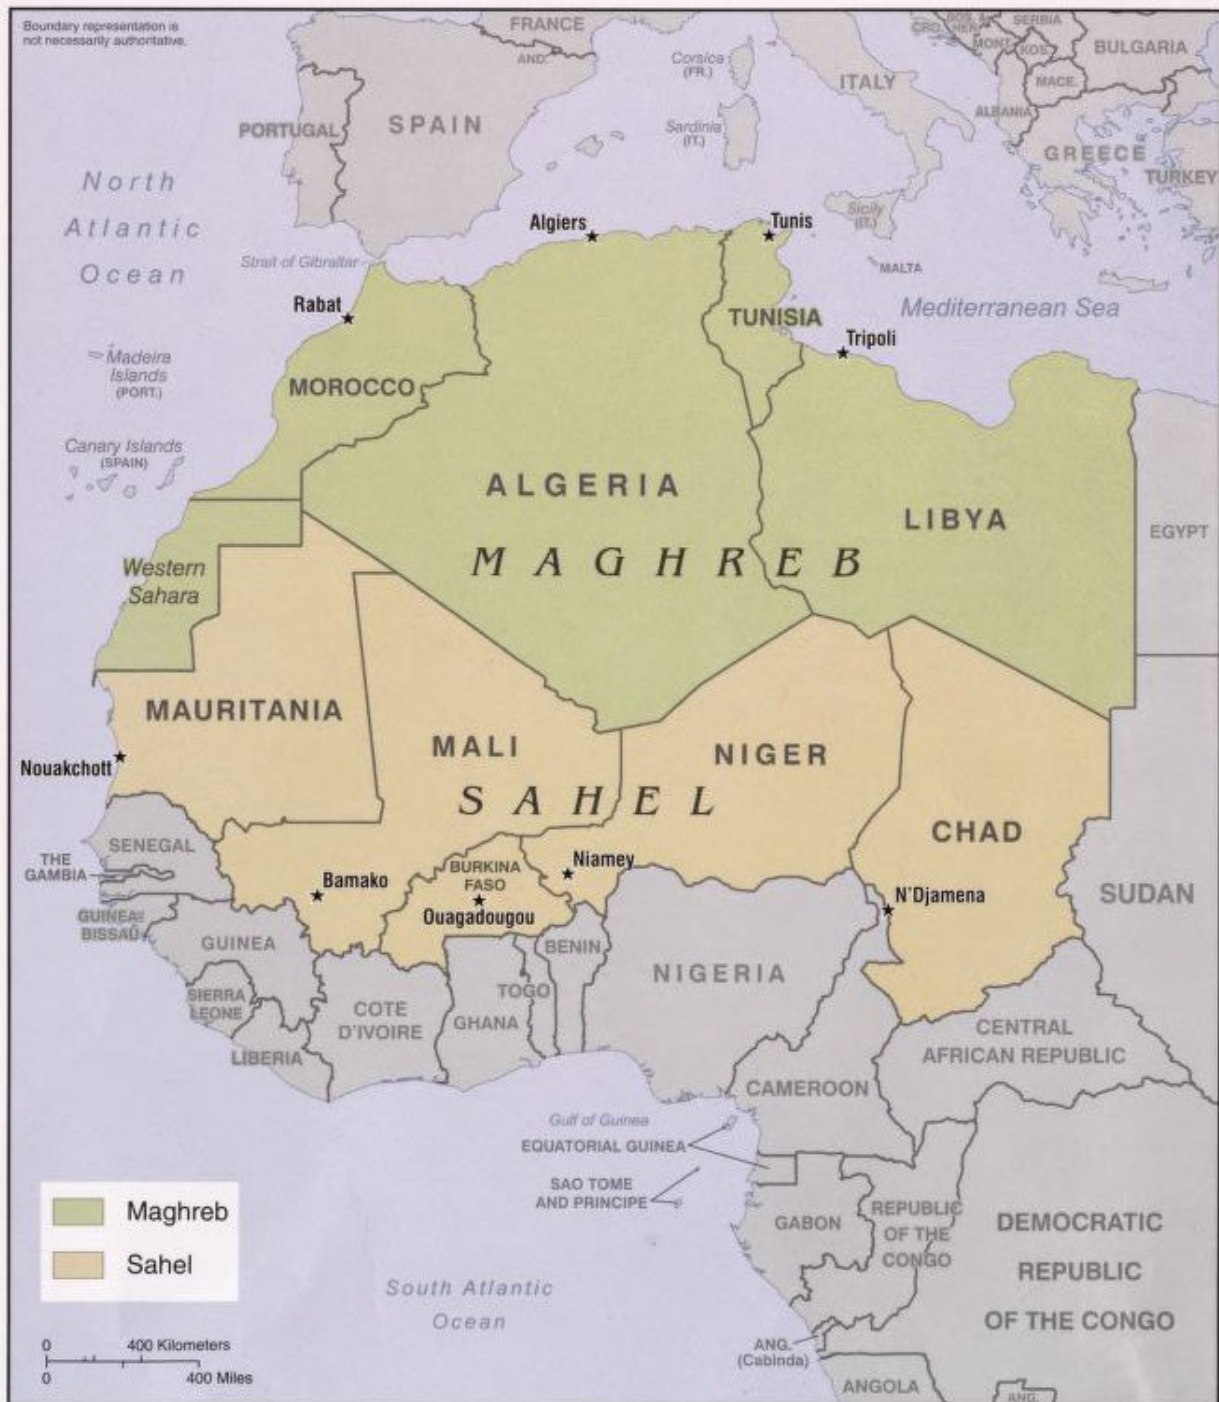 Boundary representation is
not necessarily authoritative.
FRANCE
AND.
Corsica
(FR.)
Sardinia
(IT.)
ITALY
CRO.
BOS. &
HER.
SERBIA
MONT.
KOS.
BULGARIA
MACE.
ALBANIA
GREECE
TURKEY
PORTUGAL
SPAIN
North
Atlantic
Ocean
Strait of Gibraltar
Algiers
Tunis
Sicily
(IT.)
MALTA
Mediterranean Sea
Rabat
TUNISIA
Tripoli
Madeira
Islands
(PORT.)
MOROCCO
Canary Islands
(SPAIN)
ALGERIA
LIBYA
EGYPT
MAGHREB
Western
Sahara
MAURITANIA
MALI
NIGER
Nouakchott
SAHEL
CHAD
SENEGAL
THE
GAMBIA
BURKINA
FASO
Niamey
Bamako
Ouagadougou
N'Djamena
SUDAN
GUINEA-
BISSAU
GUINEA
BENIN
NIGERIA
SIERRA
LEONE
COTE
D'IVOIRE
TOGO
GHANA
LIBERIA
CENTRAL
AFRICAN REPUBLIC
CAMEROON
Gulf of Guinea
EQUATORIAL GUINEA
SAO TOME
AND PRINCIPE
GABON
REPUBLIC
OF THE
CONGO
DEMOCRATIC
REPUBLIC
OF THE CONGO
Maghreb
Sahel
South Atlantic
Ocean
0 400 Kilometers
0 400 Miles
ANG.
(Cabinda)
ANGOLA
ANG.